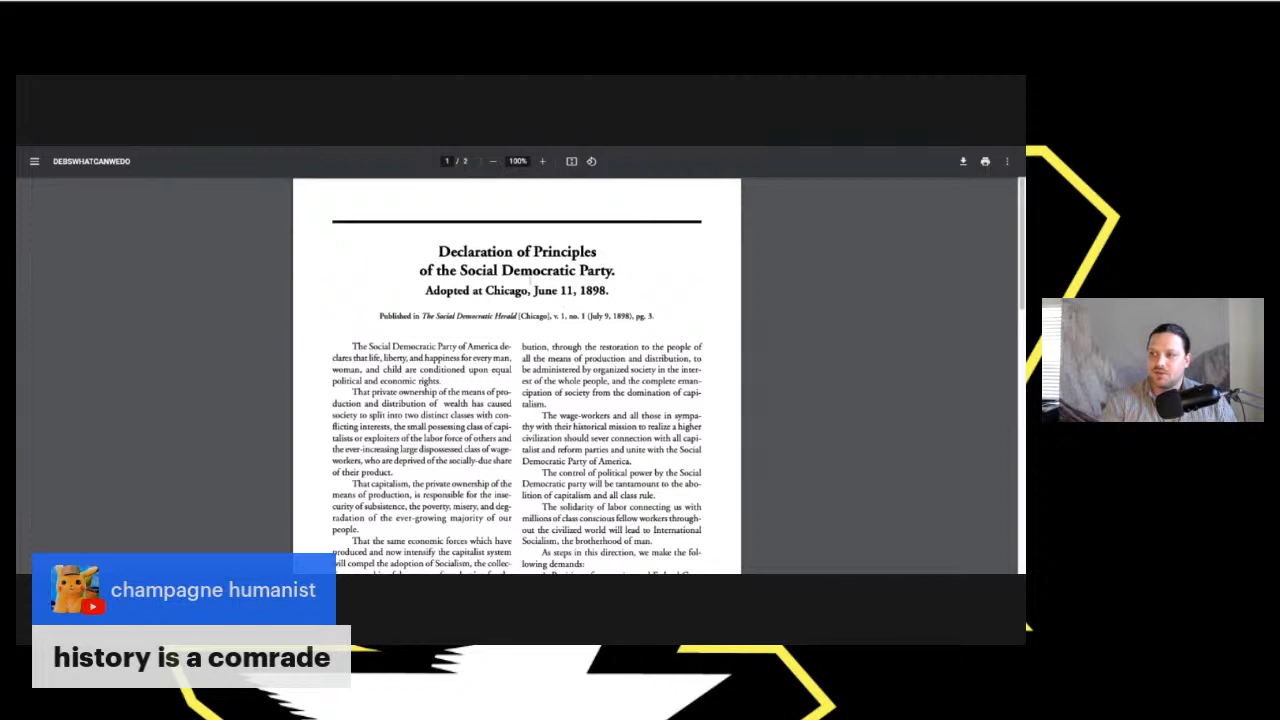 DEBSWHATCANWEDO
1 / 2
100%
Declaration of Principles
of the Social Democratic Party.
Adopted at Chicago, June 11, 1898.
Published in The Social Democratic Herald [Chicago], v. 1, no. 1 (July 9, 1898), pg. 3.
The Social Democratic Party of America de-
clares that life, liberty, and happiness for every man,
woman, and child are conditioned upon equal
political and economic rights.
That private ownership of the means of pro-
duction and distribution of wealth has caused
society to split into two distinct classes with con-
flicting interests, the small possessing class of capi-
talists or exploiters of the labor force of others and
the ever-increasing large dispossessed class of wage-
workers, who are deprived of the socially-due share
of their product.
That capitalism, the private ownership of the
means of production, is responsible for the inse-
curity of subsistence, the poverty, misery, and deg-
radation of the ever-growing majority of our
people.
That the same economic forces which have
produced and now intensify the capitalist system
will compel the adoption of Socialism, the collec-
bution, through the restoration to the people of
all the means of production and distribution, to
be administered by organized society in the inter-
est of the whole people, and the complete eman-
cipation of society from the domination of capi-
talism.
The wage-workers and all those in sympa-
thy with their historical mission to realize a higher
civilization should sever connection with all capi-
talist and reform parties and unite with the Social
Democratic Party of America.
The control of political power by the Social
Democratic party will be tantamount to the abo-
lition of capitalism and all class rule.
The solidarity of labor connecting us with
millions of class conscious fellow workers through-
out the civilized world will lead to International
Socialism, the brotherhood of man.
As steps in this direction, we make the fol-
lowing demands:
champagne humanist
history is a comrade